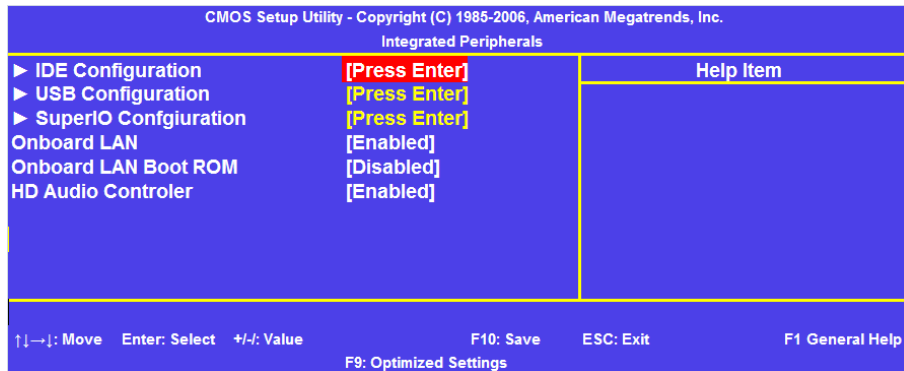 CMOS Setup Utility - Copyright (C) 1985-2006, American Megatrends, Inc.
Integrated Peripherals
► IDE Configuration [Press Enter]
Help Item
► USB Configuration [Press Enter]
► SuperIO Confgiuration [Press Enter]
Onboard LAN [Enabled]
Onboard LAN Boot ROM [Disabled]
HD Audio Controler [Enabled]
↑↓→↓: Move Enter: Select +/-/: Value F10: Save ESC: Exit F1 General Help
F9: Optimized Settings